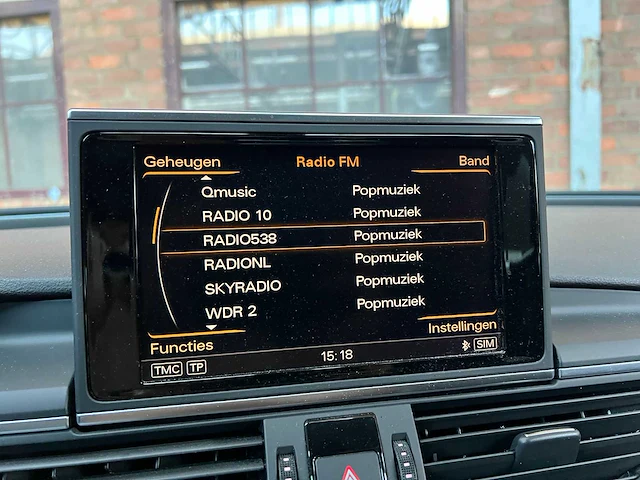 Geheugen Radio FM Band
Qmusic Popmuziek
RADIO 10 Popmuziek
RADIO538 Popmuziek
RADIONL Popmuziek
SKYRADIO Popmuziek
WDR 2 Popmuziek
Functies Instellingen
TMC TP 15:18 SIM